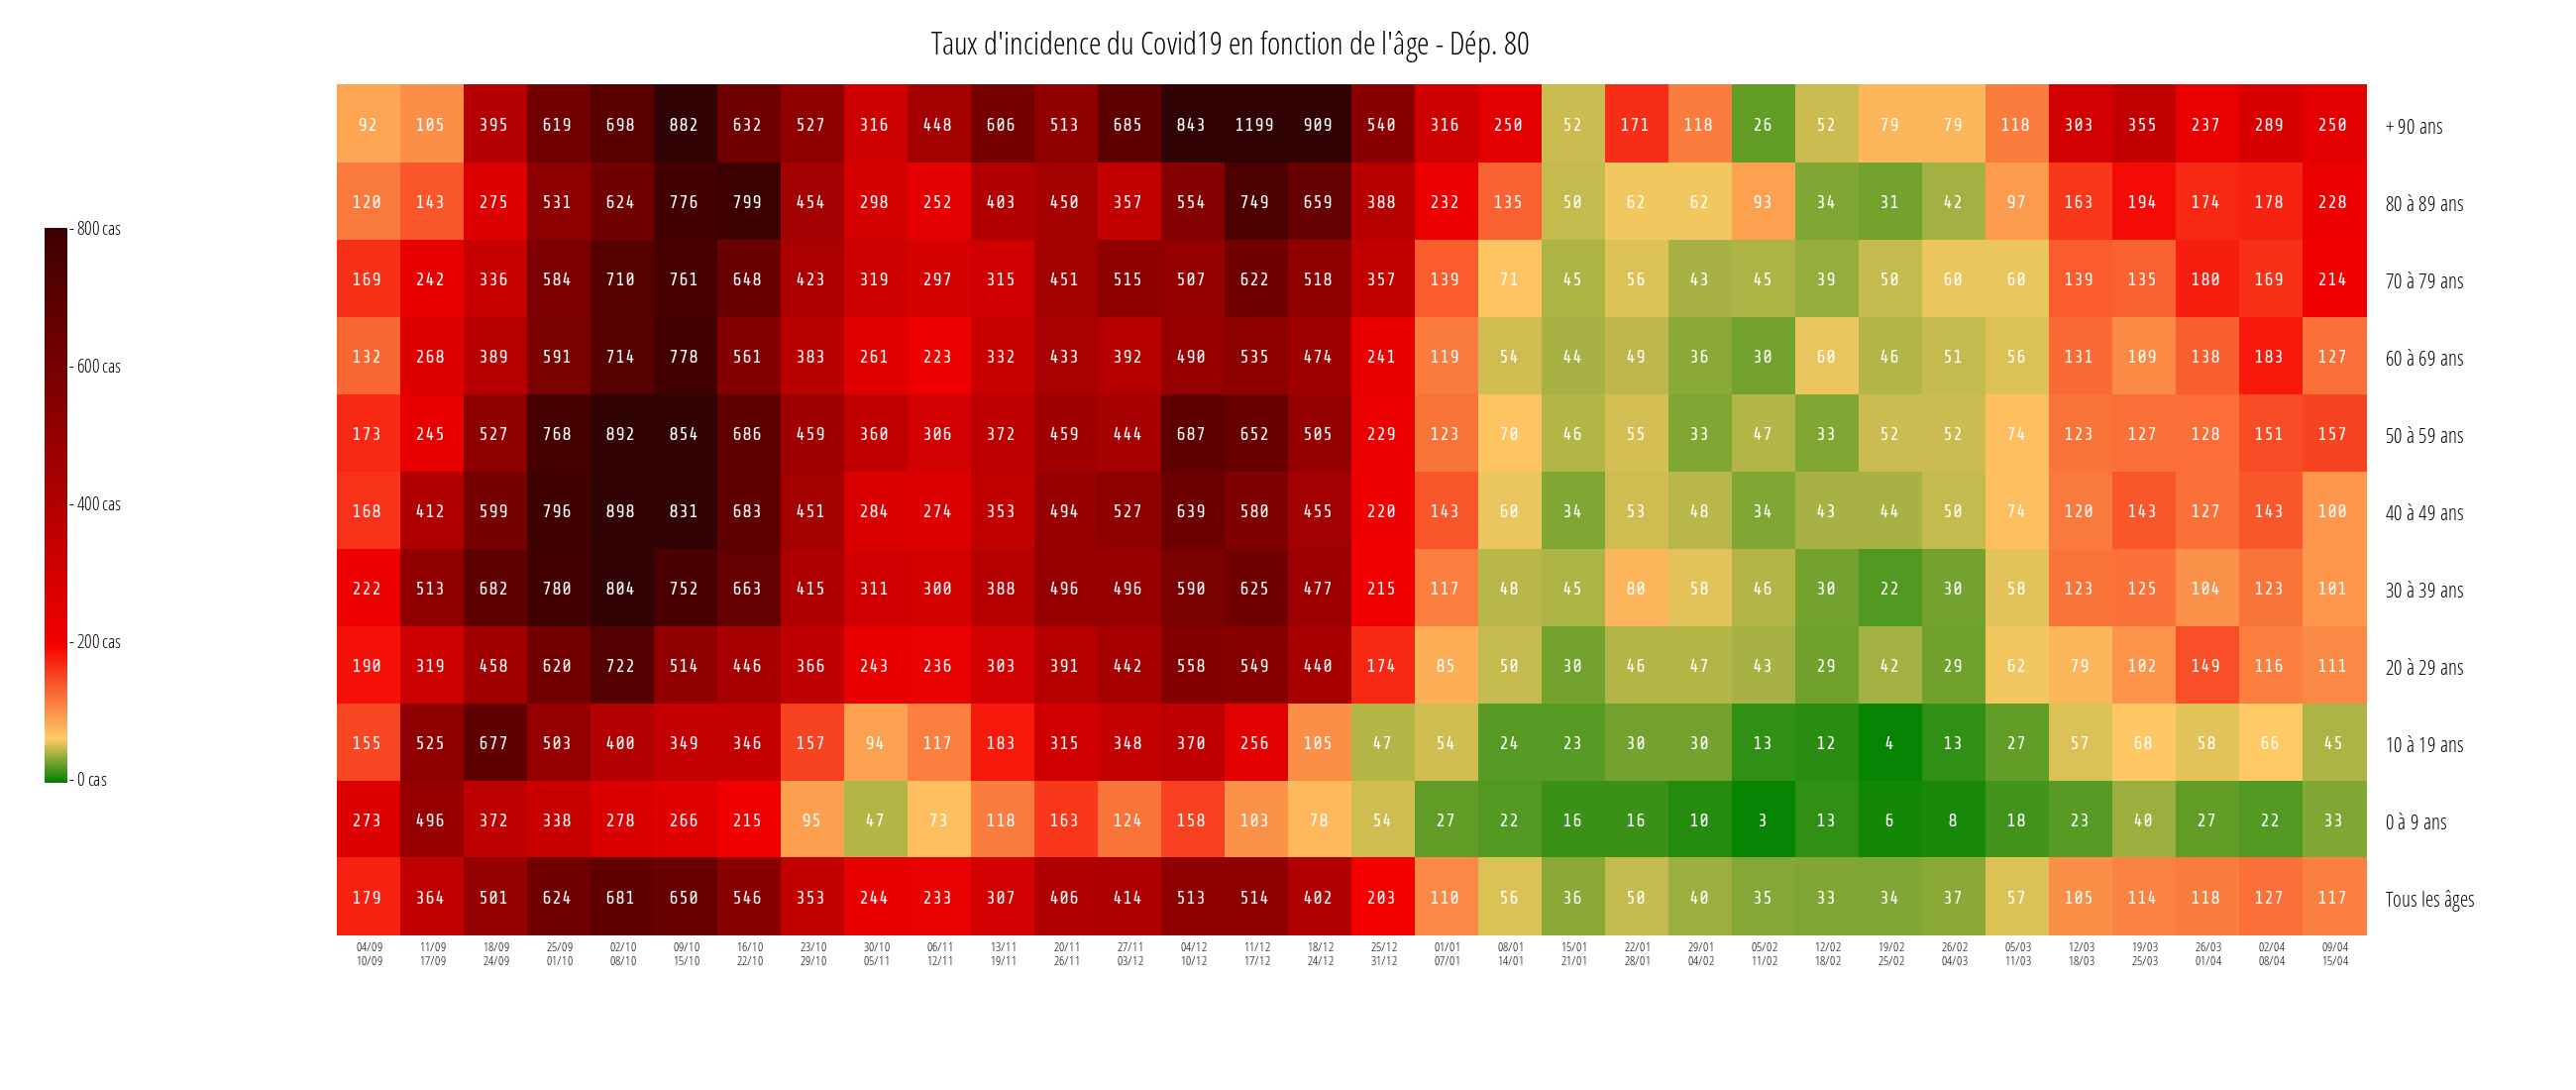 Taux d'incidence du Covid19 en fonction de l'âge - Dép. 80
92 105 395 619 698 882 632 527 316 448 606 513 685 843 1199 909 540 316 250 52 171 118 26 52 79 79 118 303 355 237 289 250 + 90 ans
120 143 275 531 624 776 799 454 298 252 403 450 357 554 749 659 388 232 135 50 62 62 93 34 31 42 97 163 194 174 178 228 80 à 89 ans
- 800 cas
169 242 336 584 710 761 648 423 319 297 315 451 515 507 622 518 357 139 71 45 56 43 45 39 50 60 60 139 135 180 169 214 70 à 79 ans
132 268 389 591 714 778 561 383 261 223 332 433 392 490 535 474 241 119 54 44 49 36 30 60 46 51 56 131 109 138 183 127 60 à 69 ans
- 600 cas
173 245 527 768 892 854 686 459 360 306 372 459 444 687 652 505 229 123 70 46 55 33 47 33 52 52 74 123 127 128 151 157 50 à 59 ans
- 400 cas
168 412 599 796 898 831 683 451 284 274 353 494 527 639 580 455 220 143 60 34 53 48 34 43 44 50 74 120 143 127 143 100 40 à 49 ans
222 513 682 780 804 752 663 415 311 300 388 496 496 590 625 477 215 117 48 45 80 58 46 30 22 30 58 123 125 104 123 101 30 à 39 ans
- 200 cas
190 319 458 620 722 514 446 366 243 236 303 391 442 558 549 440 174 85 50 30 46 47 43 29 42 29 62 79 102 149 116 111 20 à 29 ans
155 525 677 503 400 349 346 157 94 117 183 315 348 370 256 105 47 54 24 23 30 30 13 12 4 13 27 57 68 58 66 45 10 à 19 ans
- 0 cas
273 496 372 338 278 266 215 95 47 73 118 163 124 158 103 78 54 27 22 16 16 10 3 13 6 8 18 23 40 27 22 33 0 à 9 ans
179 364 501 624 681 650 546 353 244 233 307 406 414 513 514 402 203 110 56 36 50 40 35 33 34 37 57 105 114 118 127 117 Tous les âges
04/09 11/09 18/09 25/09 02/10 09/10 16/10 23/10 30/10 06/11 13/11 20/11 27/11 04/12 11/12 18/12 25/12 01/01 08/01 15/01 22/01 29/01 05/02 12/02 19/02 26/02 05/03 12/03 19/03 26/03 02/04 09/04
10/09 17/09 24/09 01/10 08/10 15/10 22/10 29/10 05/11 12/11 19/11 26/11 03/12 10/12 17/12 24/12 31/12 07/01 14/01 21/01 28/01 04/02 11/02 18/02 25/02 04/03 11/03 18/03 25/03 01/04 08/04 15/04